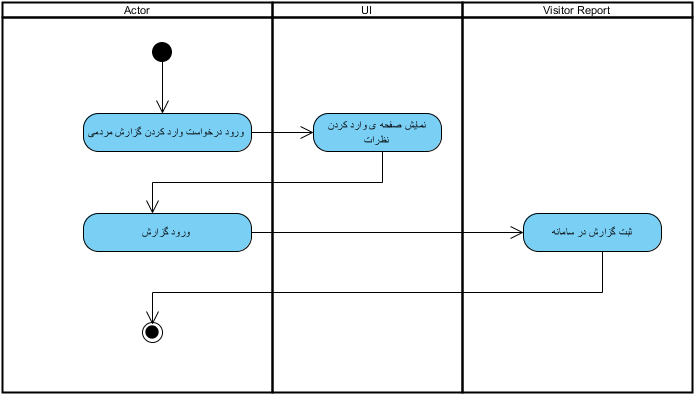 Actor
UI
Visitor Report
ورود درخواست وارد کردن گزارش مردمی
نمایش صفحه ی وارد کردن
نظرات
ورود گزارش
ثبت گزارش در سامانه